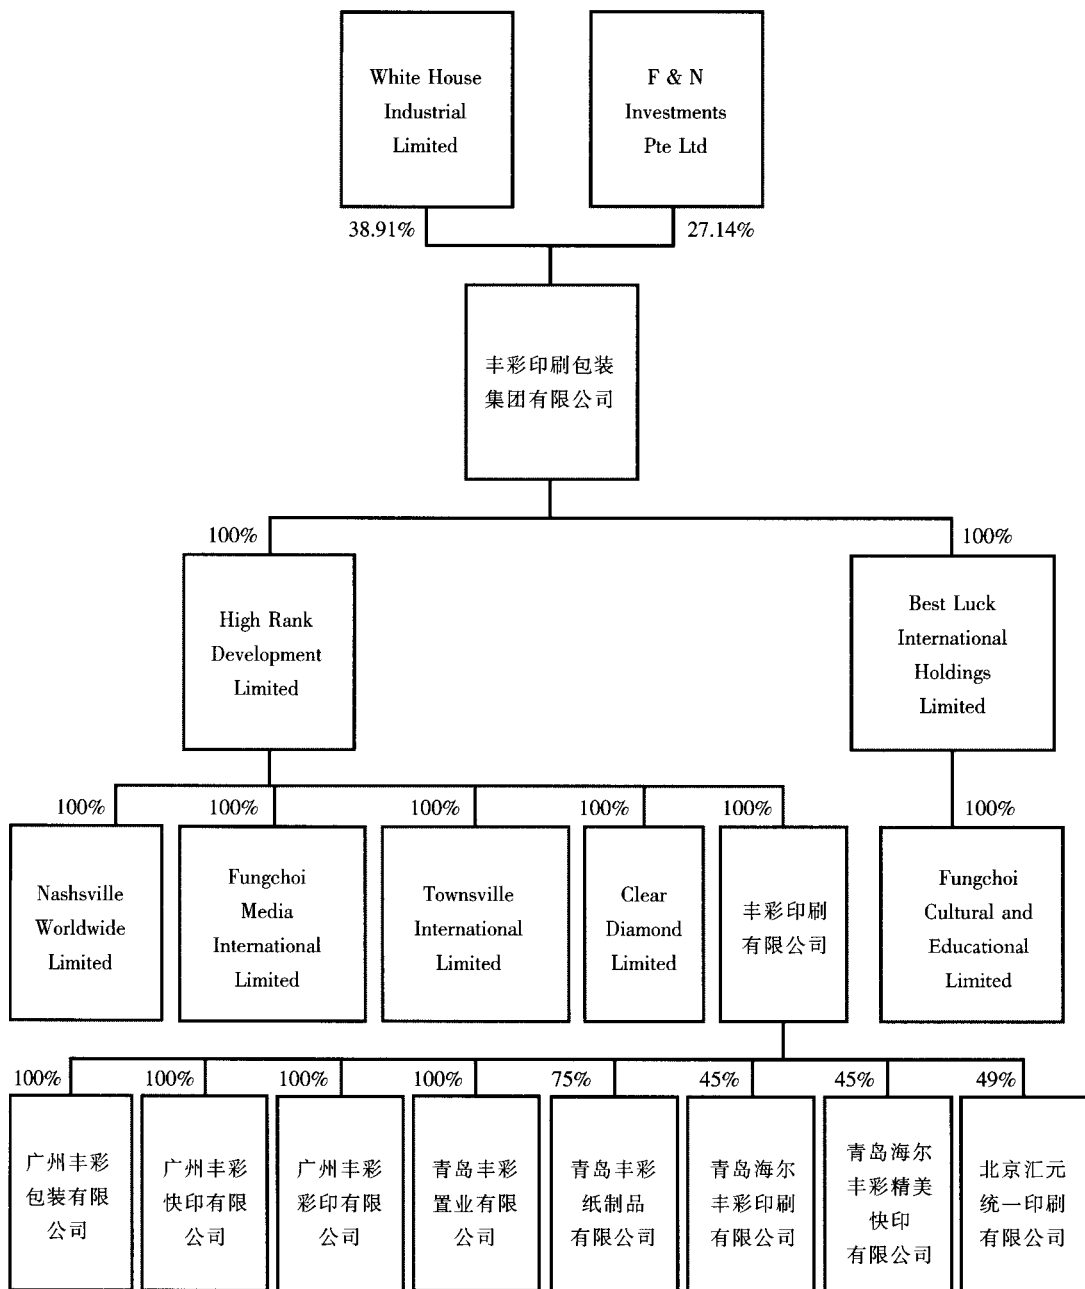 White House
Industrial
Limited
F & N
Investments
Pte Ltd
38.91%
27.14%
丰彩印刷包装
集团有限公司
100%
100%
High Rank
Development
Limited
Best Luck
International
Holdings
Limited
100%
100%
100%
100%
100%
100%
Nashsville
Worldwide
Limited
Fungchoi
Media
International
Limited
Townsville
International
Limited
Clear
Diamond
Limited
丰彩印刷
有限公司
Fungchoi
Cultural and
Educational
Limited
100%
100%
100%
100%
75%
45%
45%
49%
广州丰彩
包装有限
公司
广州丰彩
快印有限
公司
广州丰彩
彩印有限
公司
青岛丰彩
置业有限
公司
青岛丰彩
纸制品
有限公司
青岛海尔
丰彩印刷
有限公司
青岛海尔
丰彩精美
快印
有限公司
北京汇元
统一印刷
有限公司